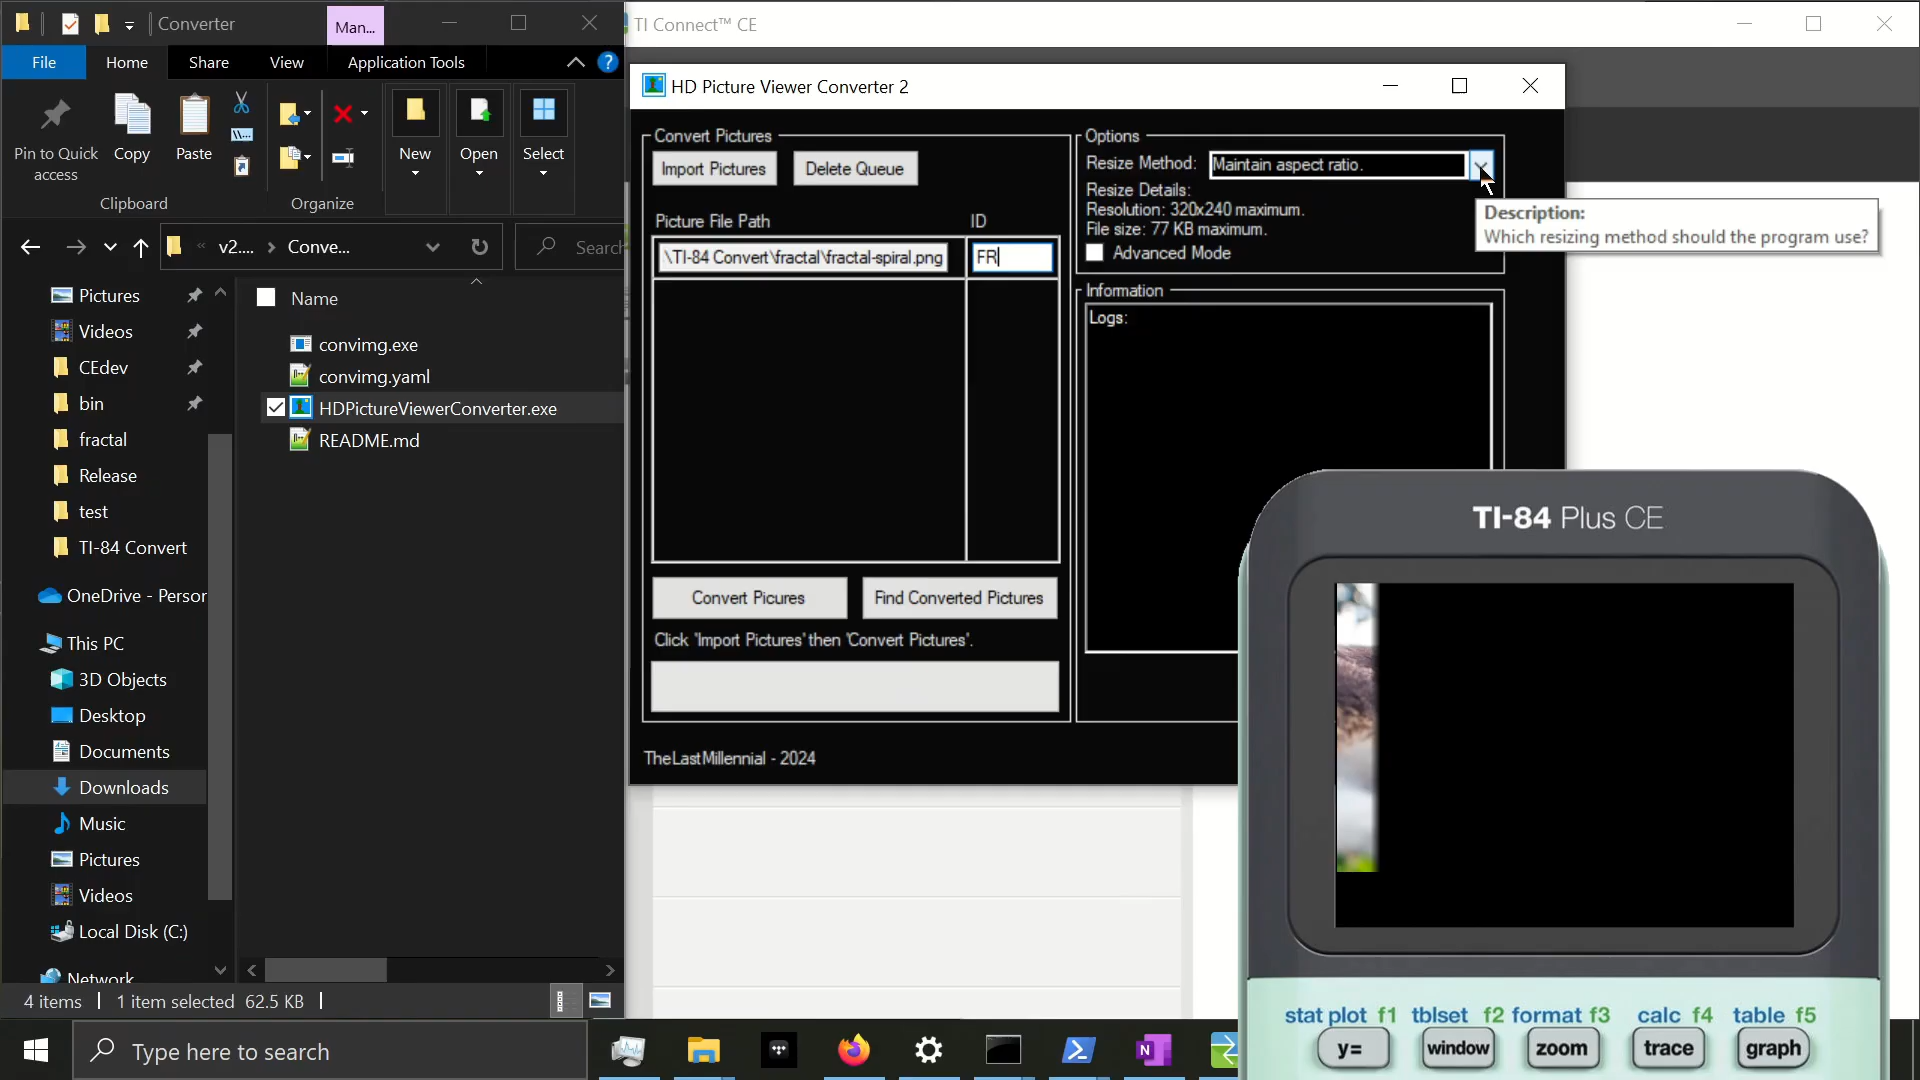 Converter
Man...
File
Home
Share
View
Application Tools
?
Pin to Quick
access
Copy
Paste
New
Open
Select
Clipboard
Organize
« v2.... > Conve...
Search
Pictures
Videos
CEdev
bin
fractal
Release
test
TI-84 Convert
OneDrive - Persor
This PC
3D Objects
Desktop
Documents
Downloads
Music
Pictures
Videos
Local Disk (C:)
Network
Name
convimg.exe
convimg.yaml
HDPictureViewerConverter.exe
README.md
4 items
1 item selected 62.5 KB
TI Connect™ CE
HD Picture Viewer Converter 2
Convert Pictures
Import Pictures
Delete Queue
Picture File Path
ID
\TI-84 Convert\fractal\fractal-spiral.png
FR
Convert Picures
Find Converted Pictures
Click 'Import Pictures' then 'Convert Pictures'.
TheLastMillennial - 2024
Options
Resize Method: Maintain aspect ratio.
Resize Details:
Resolution: 320x240 maximum.
File size: 77 KB maximum.
Advanced Mode
Description:
Which resizing method should the program use?
Information
Logs:
TI-84 Plus CE
stat plot f1
tblset f2
format f3
calc f4
table f5
y=
window
zoom
trace
graph
Type here to search